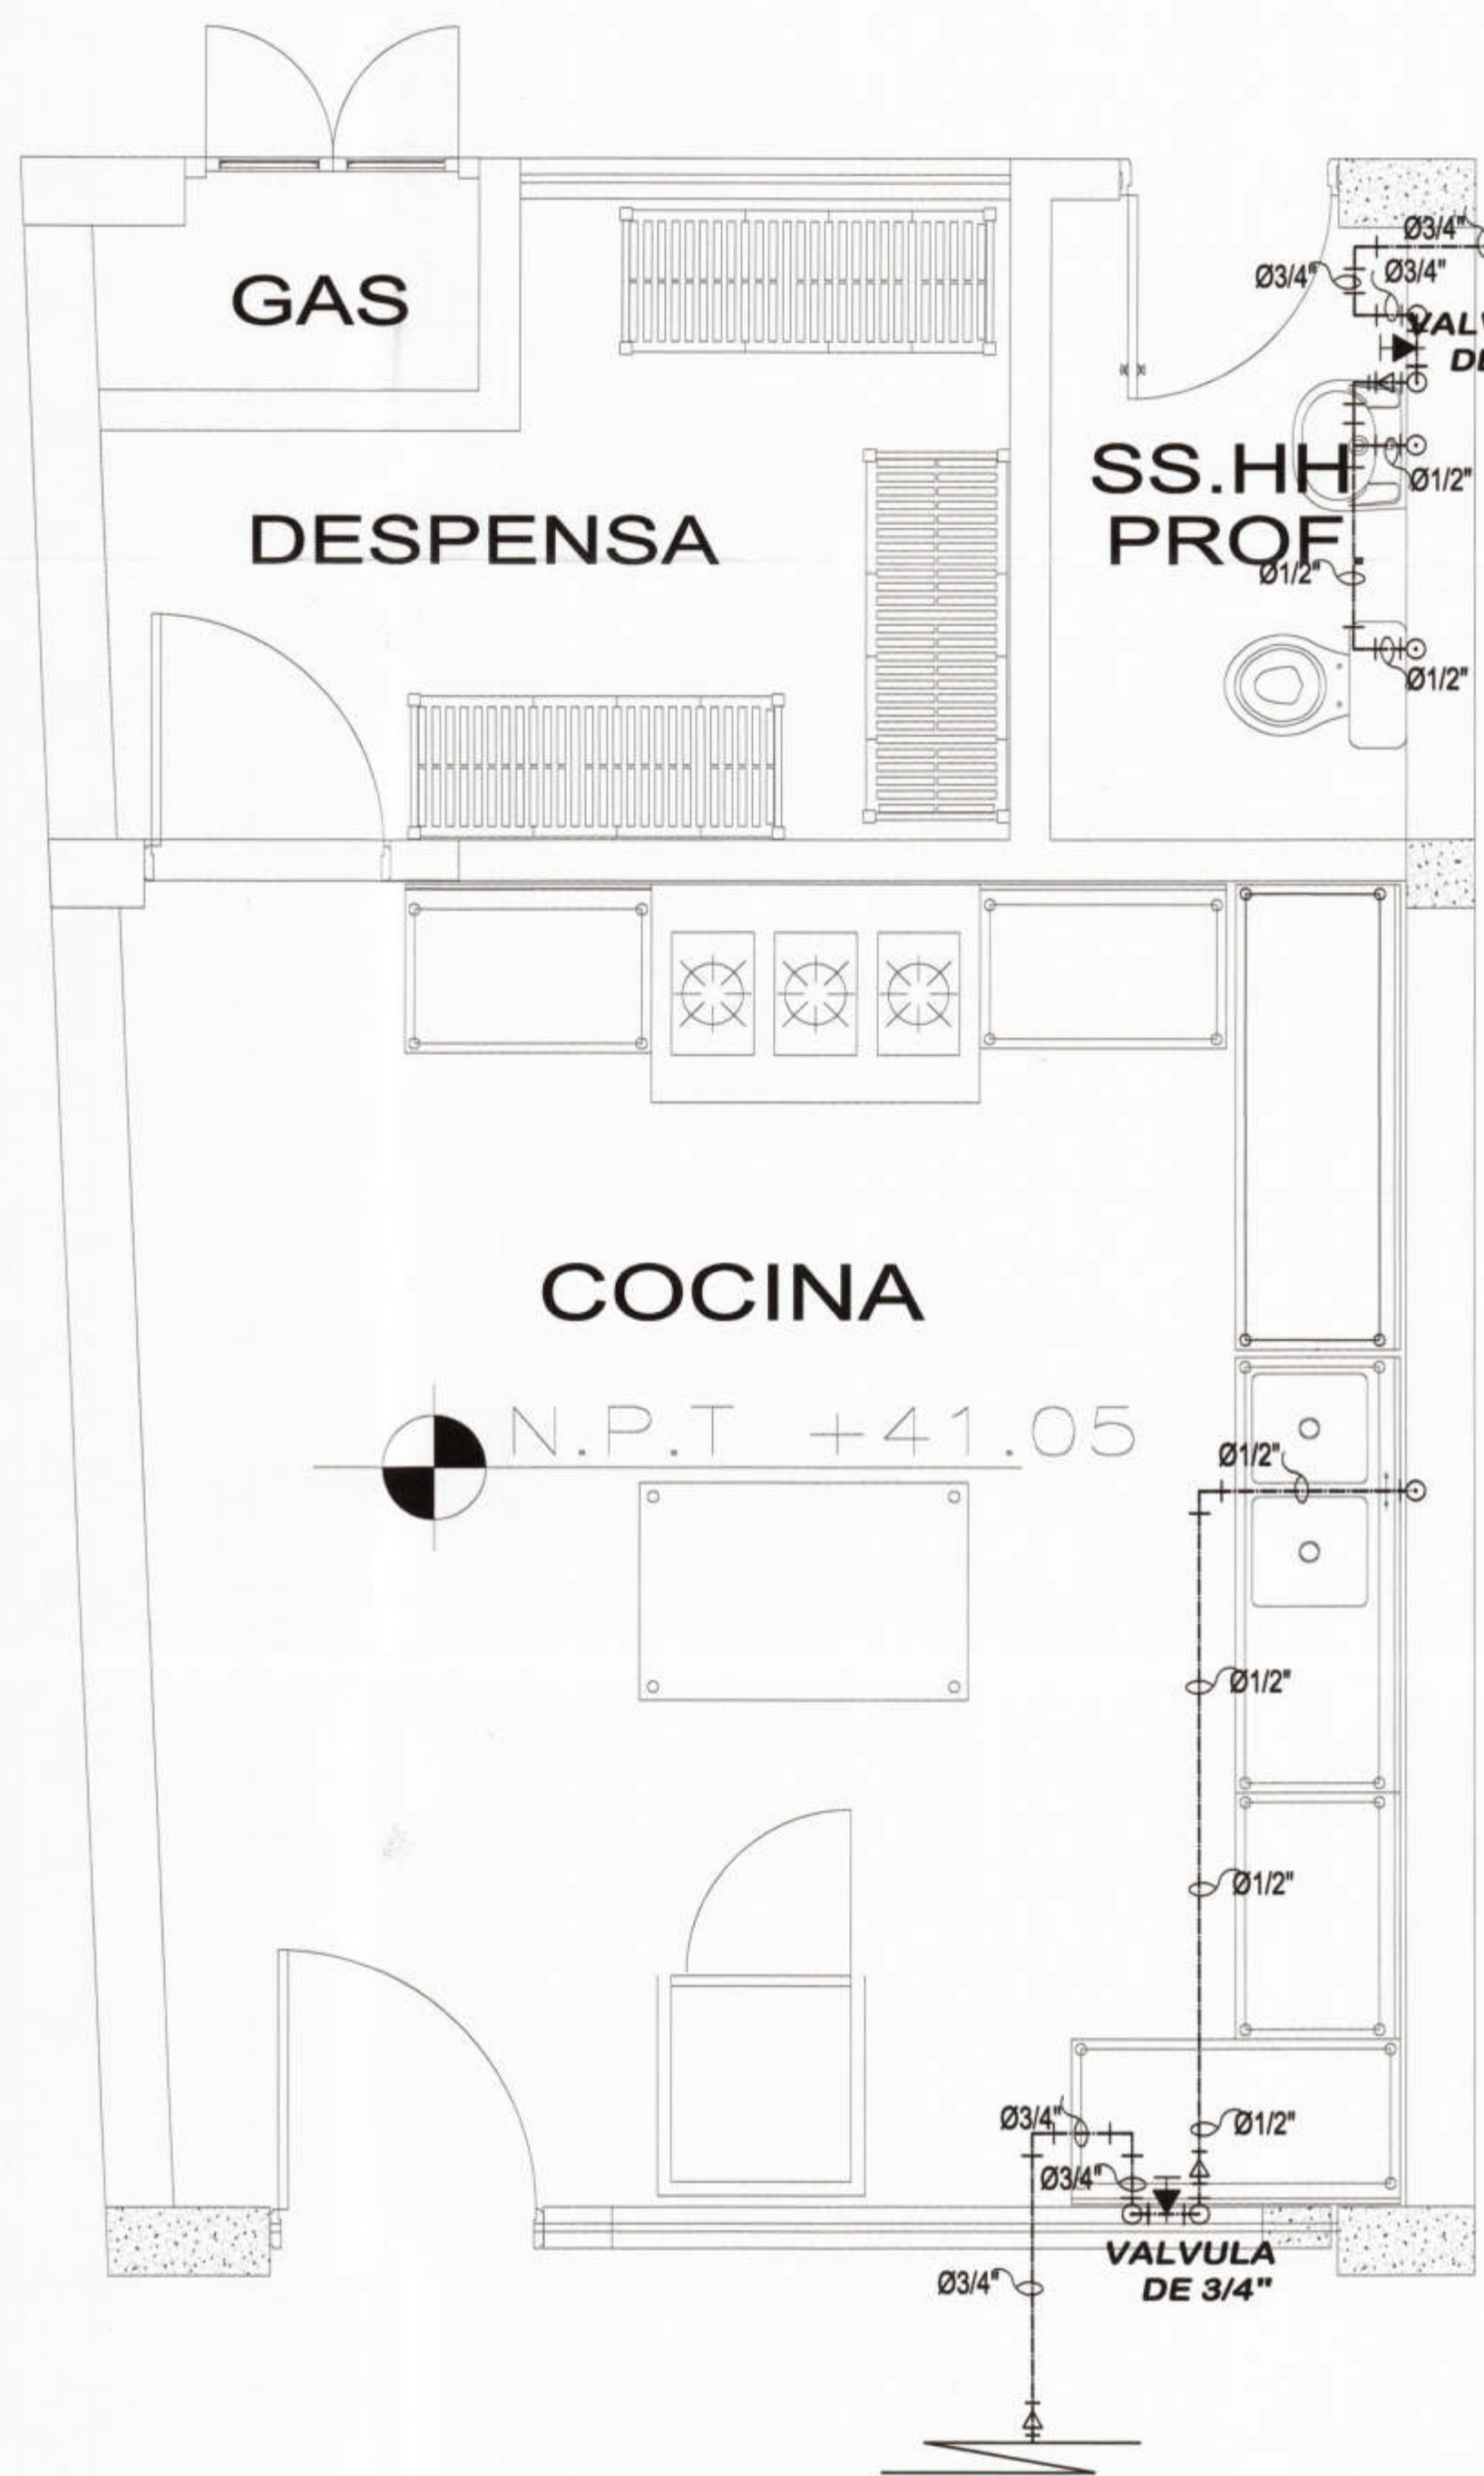 GAS
DESPENSA
SS.HH
PROF.
Ø3/4"
Ø3/4"
Ø3/4"
DE
Ø1/2"
Ø1/2"
Ø1/2"
COCINA
N.P.T +41.05
Ø1/2"
Ø1/2"
Ø1/2"
Ø3/4"
Ø1/2"
Ø3/4"
VALVULA
DE 3/4"
Ø3/4"